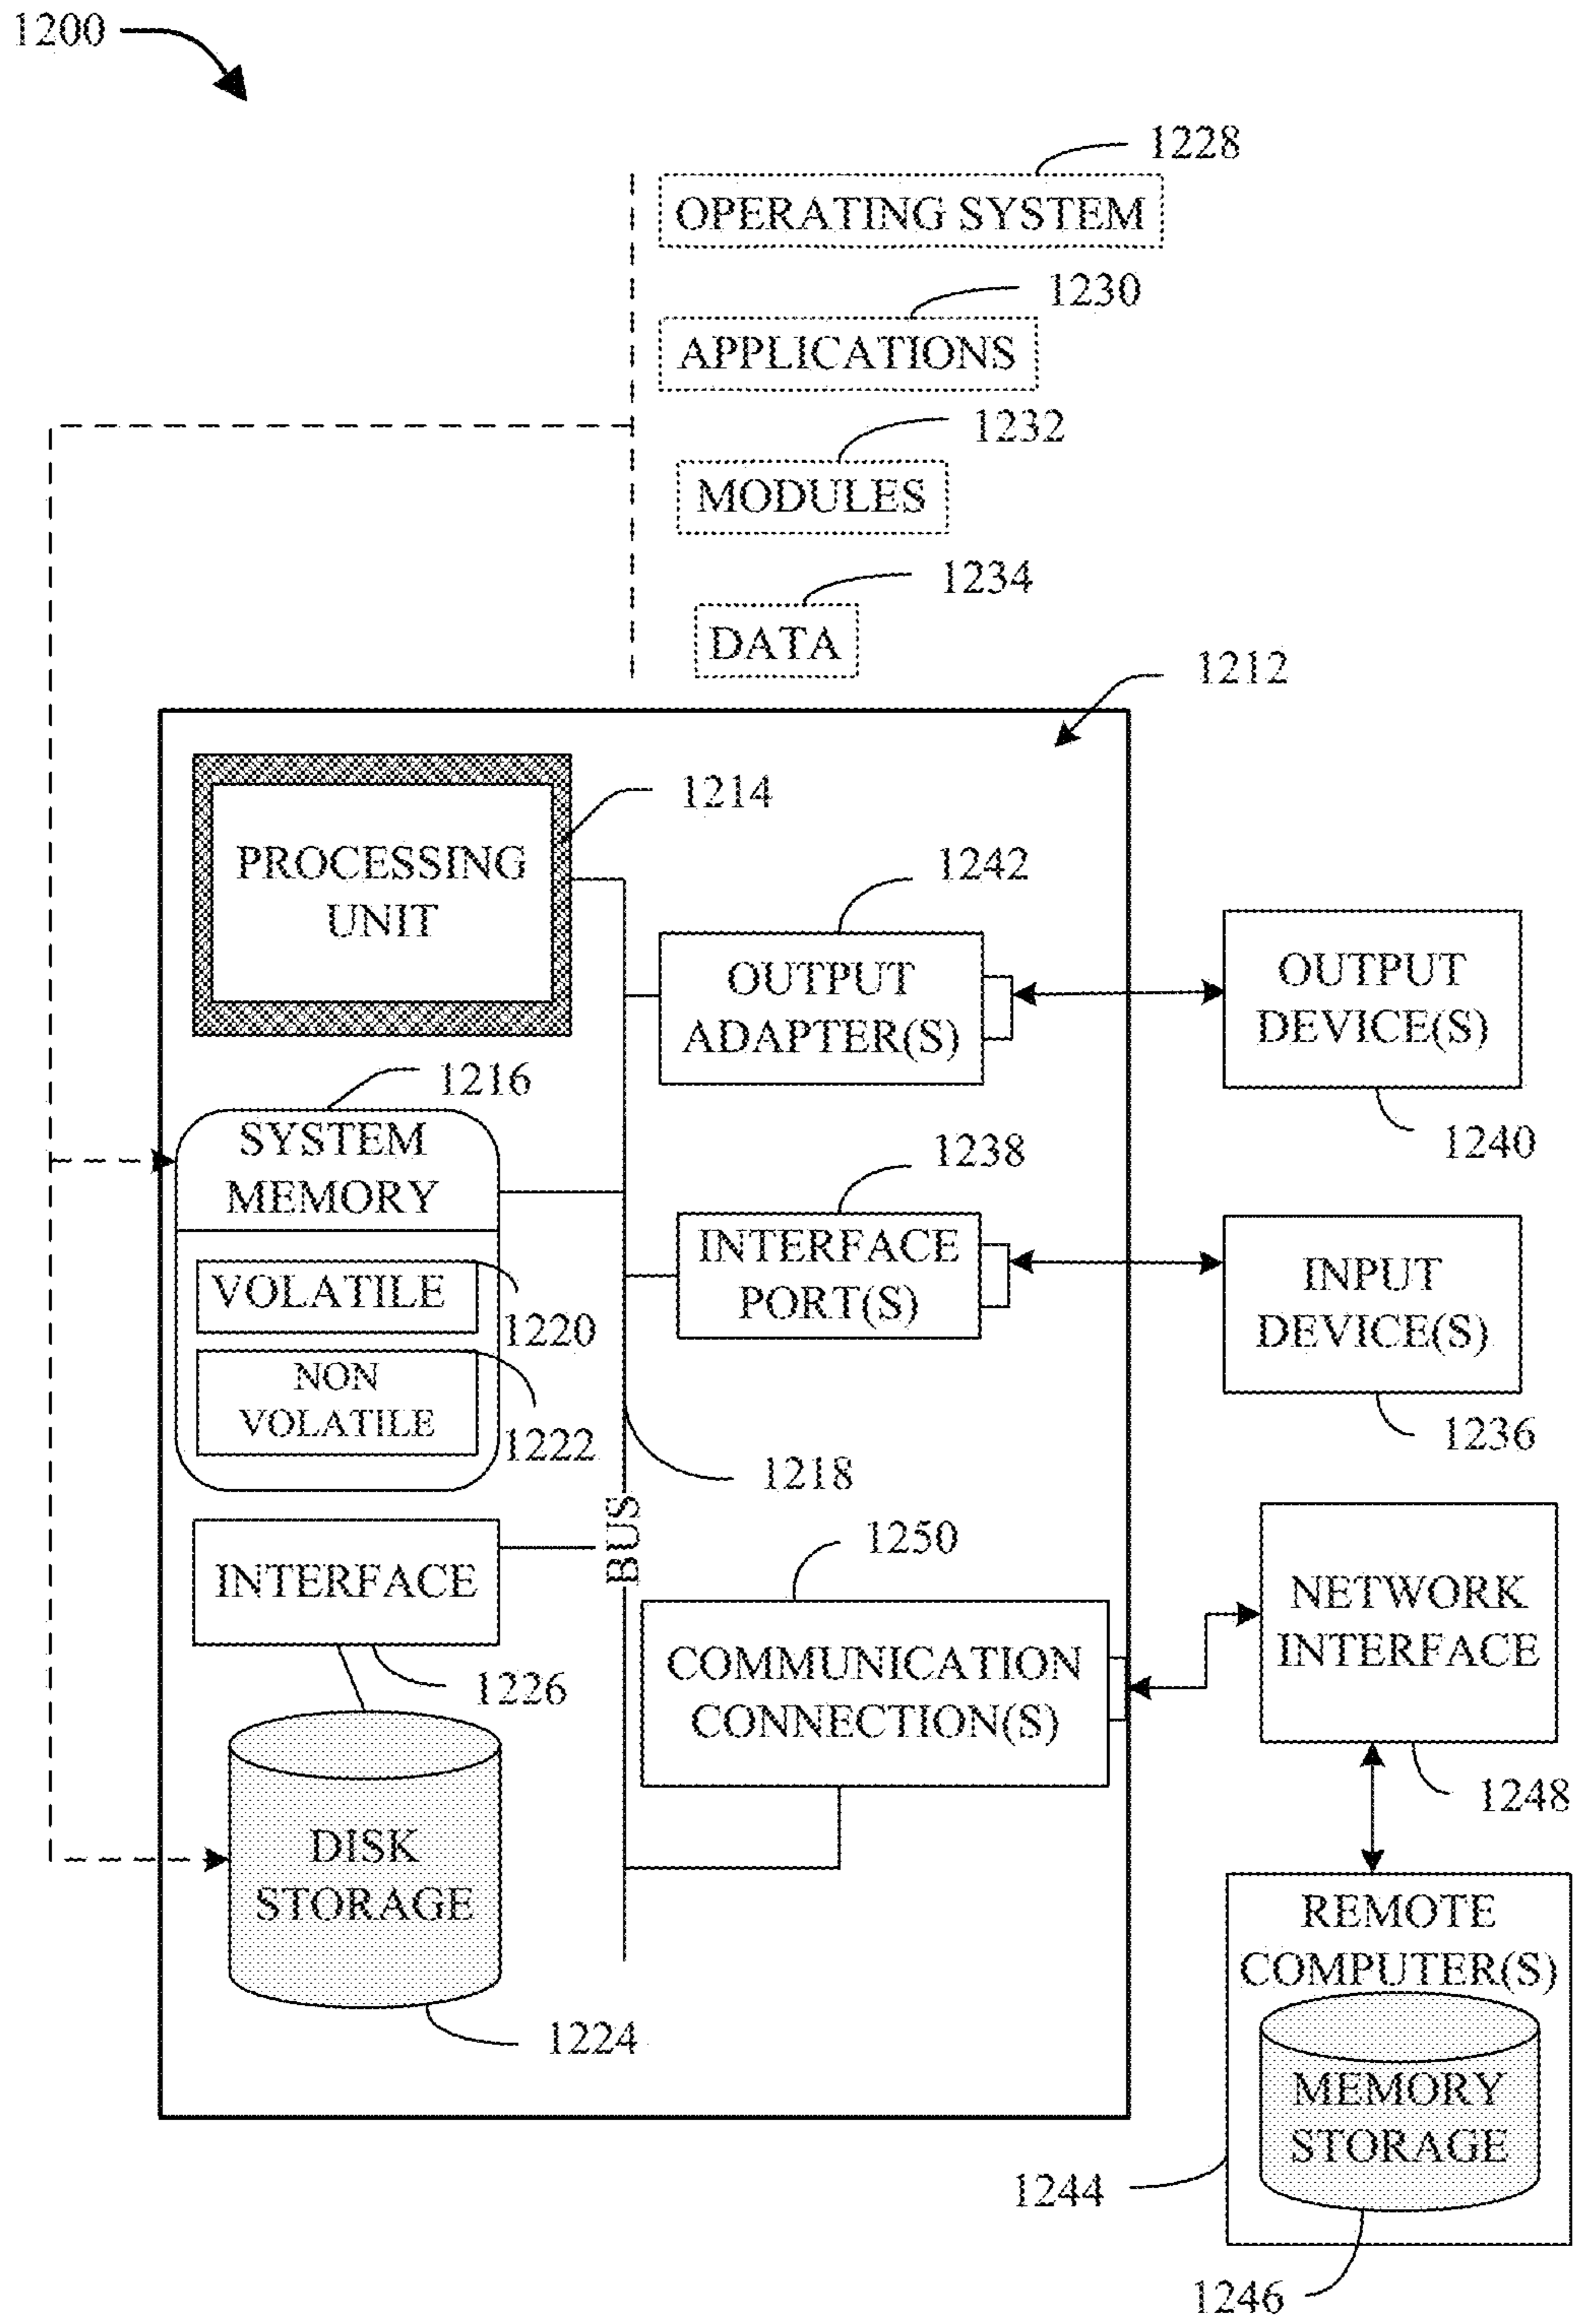 1200
1228
OPERATING SYSTEM
1230
APPLICATIONS
1232
MODULES
1234
DATA
1212
PROCESSING
UNIT
1214
1242
OUTPUT
ADAPTER(S)
OUTPUT
DEVICE(S)
1240
1216
SYSTEM
MEMORY
VOLATILE
1220
NON
VOLATILE
1222
1238
INTERFACE
PORT(S)
INPUT
DEVICE(S)
1236
1218
BUS
INTERFACE
1226
1250
COMMUNICATION
CONNECTION(S)
NETWORK
INTERFACE
1248
DISK
STORAGE
1224
REMOTE
COMPUTER(S)
MEMORY
STORAGE
1244
1246